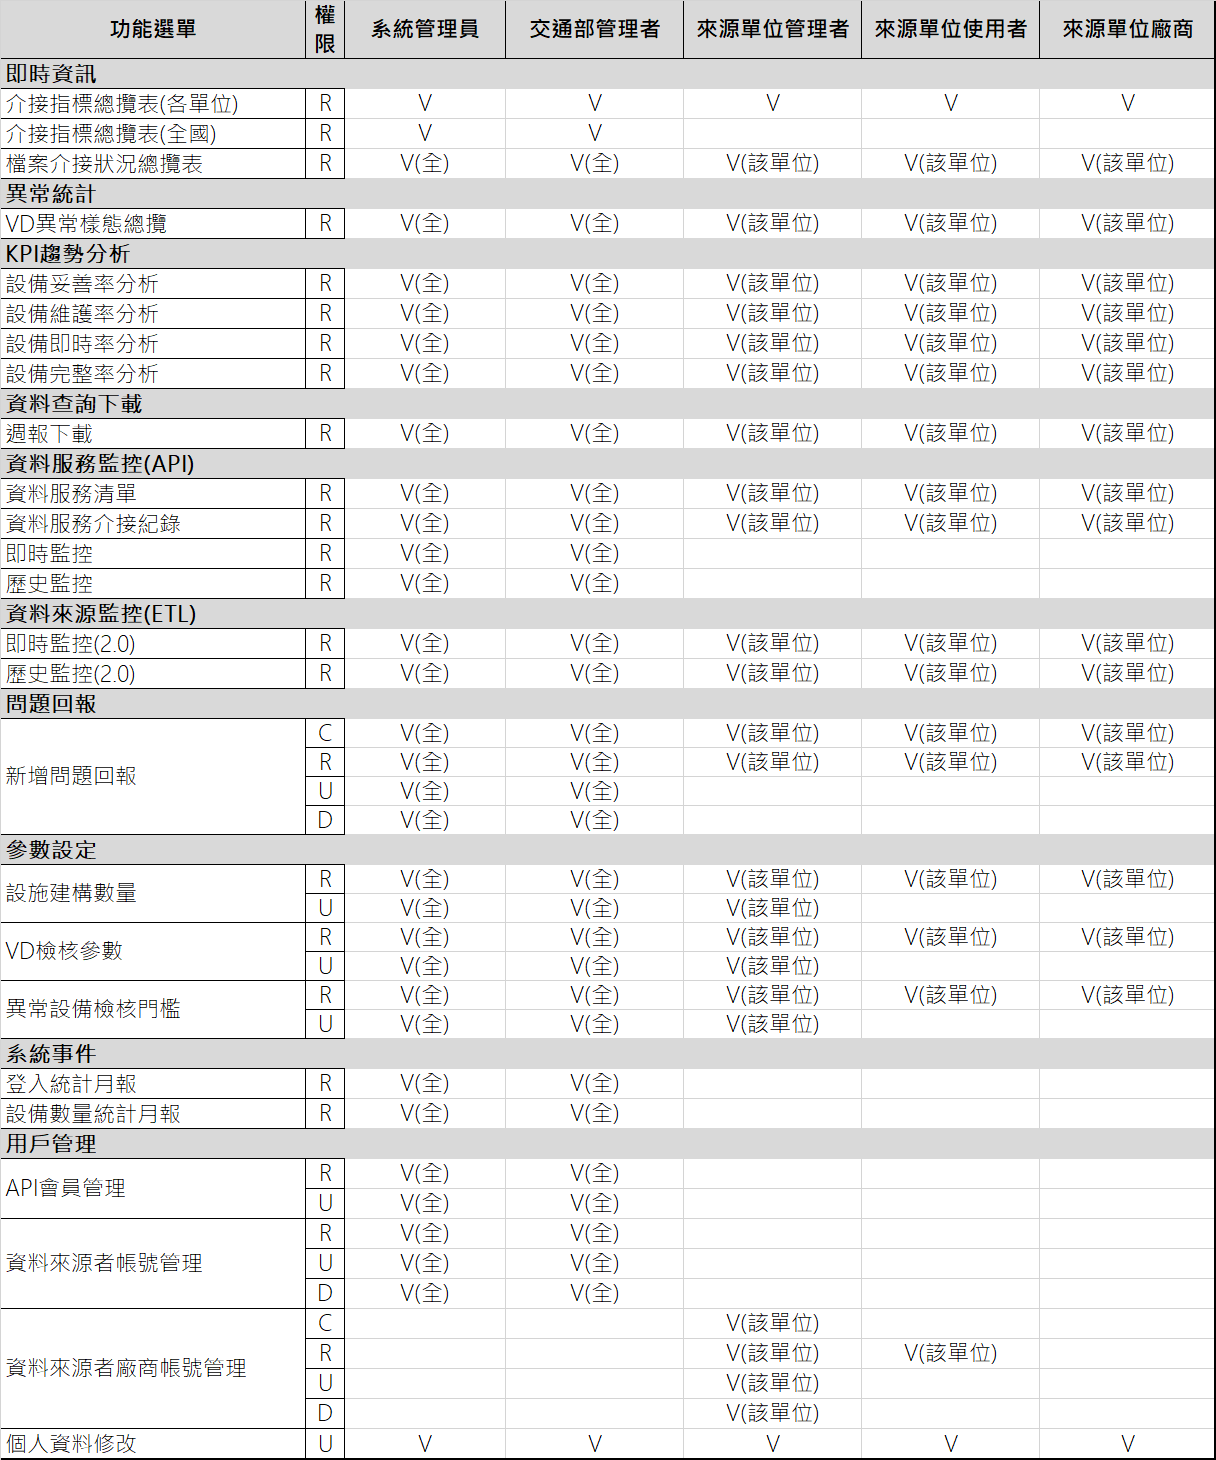 功能選單 權限 系統管理員 交通部管理者 來源單位管理者 來源單位使用者 來源單位廠商
即時資訊
介接指標總攬表(各單位) R V V V V V
介接指標總攬表(全國) R V V
檔案介接狀況總攬表 R V(全) V(全) V(該單位) V(該單位) V(該單位)
異常統計
VD異常樣態總攬 R V(全) V(全) V(該單位) V(該單位) V(該單位)
KPI趨勢分析
設備妥善率分析 R V(全) V(全) V(該單位) V(該單位) V(該單位)
設備維護率分析 R V(全) V(全) V(該單位) V(該單位) V(該單位)
設備即時率分析 R V(全) V(全) V(該單位) V(該單位) V(該單位)
設備完整率分析 R V(全) V(全) V(該單位) V(該單位) V(該單位)
資料查詢下載
週報下載 R V(全) V(全) V(該單位) V(該單位) V(該單位)
資料服務監控(API)
資料服務清單 R V(全) V(全) V(該單位) V(該單位) V(該單位)
資料服務介接紀錄 R V(全) V(全) V(該單位) V(該單位) V(該單位)
即時監控 R V(全) V(全)
歷史監控 R V(全) V(全)
資料來源監控(ETL)
即時監控(2.0) R V(全) V(全) V(該單位) V(該單位) V(該單位)
歷史監控(2.0) R V(全) V(全) V(該單位) V(該單位) V(該單位)
問題回報
新增問題回報 C V(全) V(全) V(該單位) V(該單位) V(該單位)
R V(全) V(全) V(該單位) V(該單位) V(該單位)
U V(全) V(全)
D V(全) V(全)
參數設定
設施建構數量 R V(全) V(全) V(該單位) V(該單位) V(該單位)
U V(全) V(全) V(該單位)
VD檢核參數 R V(全) V(全) V(該單位) V(該單位) V(該單位)
U V(全) V(全) V(該單位)
異常設備檢核門檻 R V(全) V(全) V(該單位) V(該單位) V(該單位)
U V(全) V(全) V(該單位)
系統事件
登入統計月報 R V(全) V(全)
設備數量統計月報 R V(全) V(全)
用戶管理
API會員管理 R V(全) V(全)
U V(全) V(全)
資料來源者帳號管理 R V(全) V(全)
U V(全) V(全)
D V(全) V(全)
資料來源者廠商帳號管理 C V(該單位)
R V(該單位) V(該單位)
U V(該單位)
D V(該單位)
個人資料修改 U V V V V V